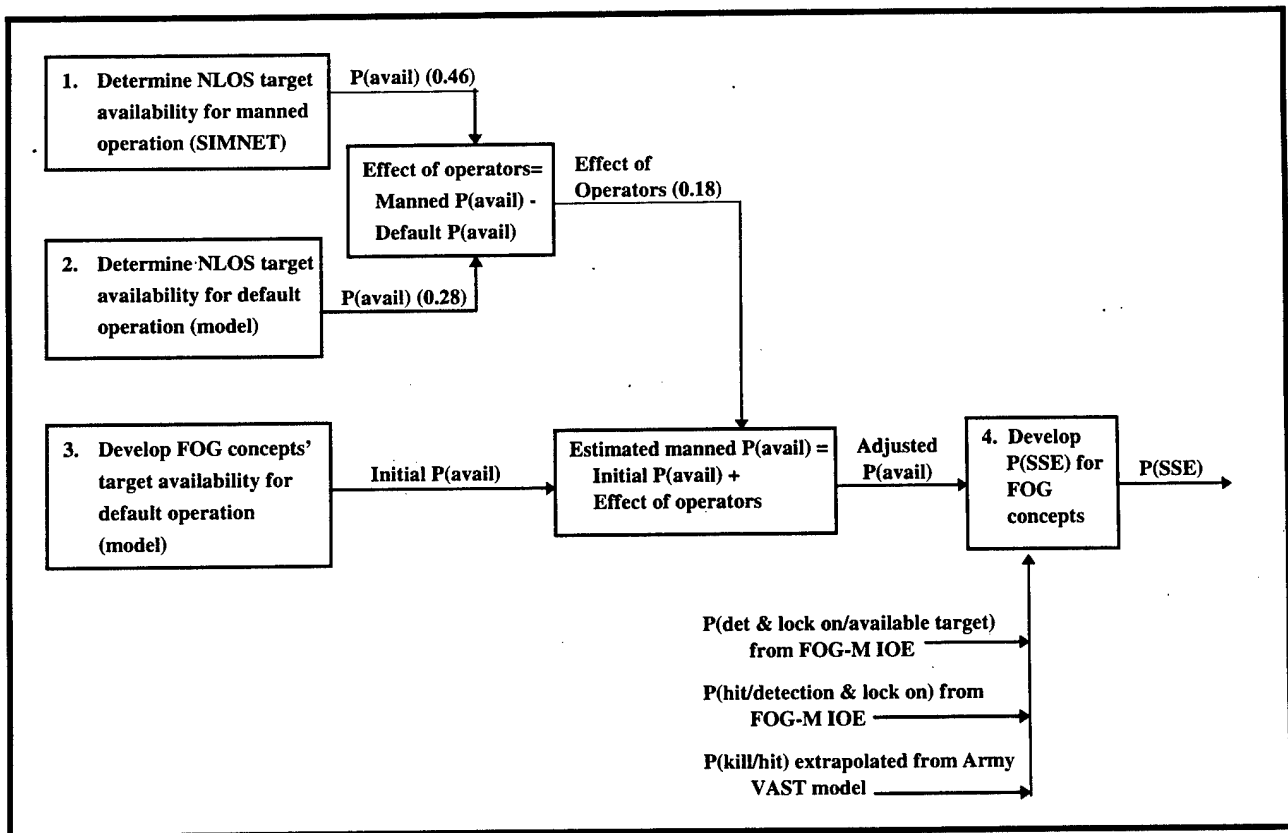 1. Determine NLOS target
availability for manned
operation (SIMNET)
P(avail) (0.46)
Effect of operators=
Manned P(avail) -
Default P(avail)
Effect of
Operators (0.18)
2. Determine NLOS target
availability for default
operation (model)
P(avail) (0.28)
3. Develop FOG concepts'
target availability for
default operation
(model)
Initial P(avail)
Estimated manned P(avail) =
Initial P(avail) +
Effect of operators
Adjusted
P(avail)
4. Develop
P(SSE) for
FOG
concepts
P(SSE)
P(det & lock on/available target)
from FOG-M IOE
P(hit/detection & lock on) from
FOG-M IOE
P(kill/hit) extrapolated from Army
VAST model